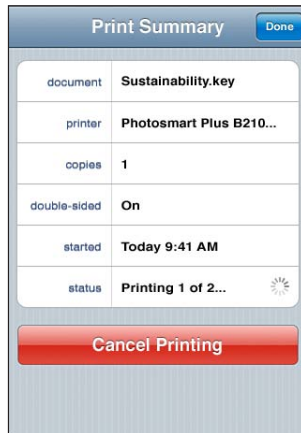 Print Summary
Done
document Sustainability.key
printer Photosmart Plus B210...
copies 1
double-sided On
started Today 9:41 AM
status Printing 1 of 2...
Cancel Printing